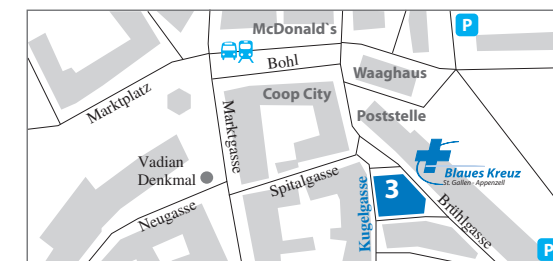 McDonald`s
P
Bohl
Waaghaus
Marktplatz
Coop City
Poststelle
Marktgasse
Vadian
Denkmal
Blaues Kreuz
St. Gallen - Appenzell
Spitalgasse
3
Kugelgasse
Brühlgasse
Neugasse
P